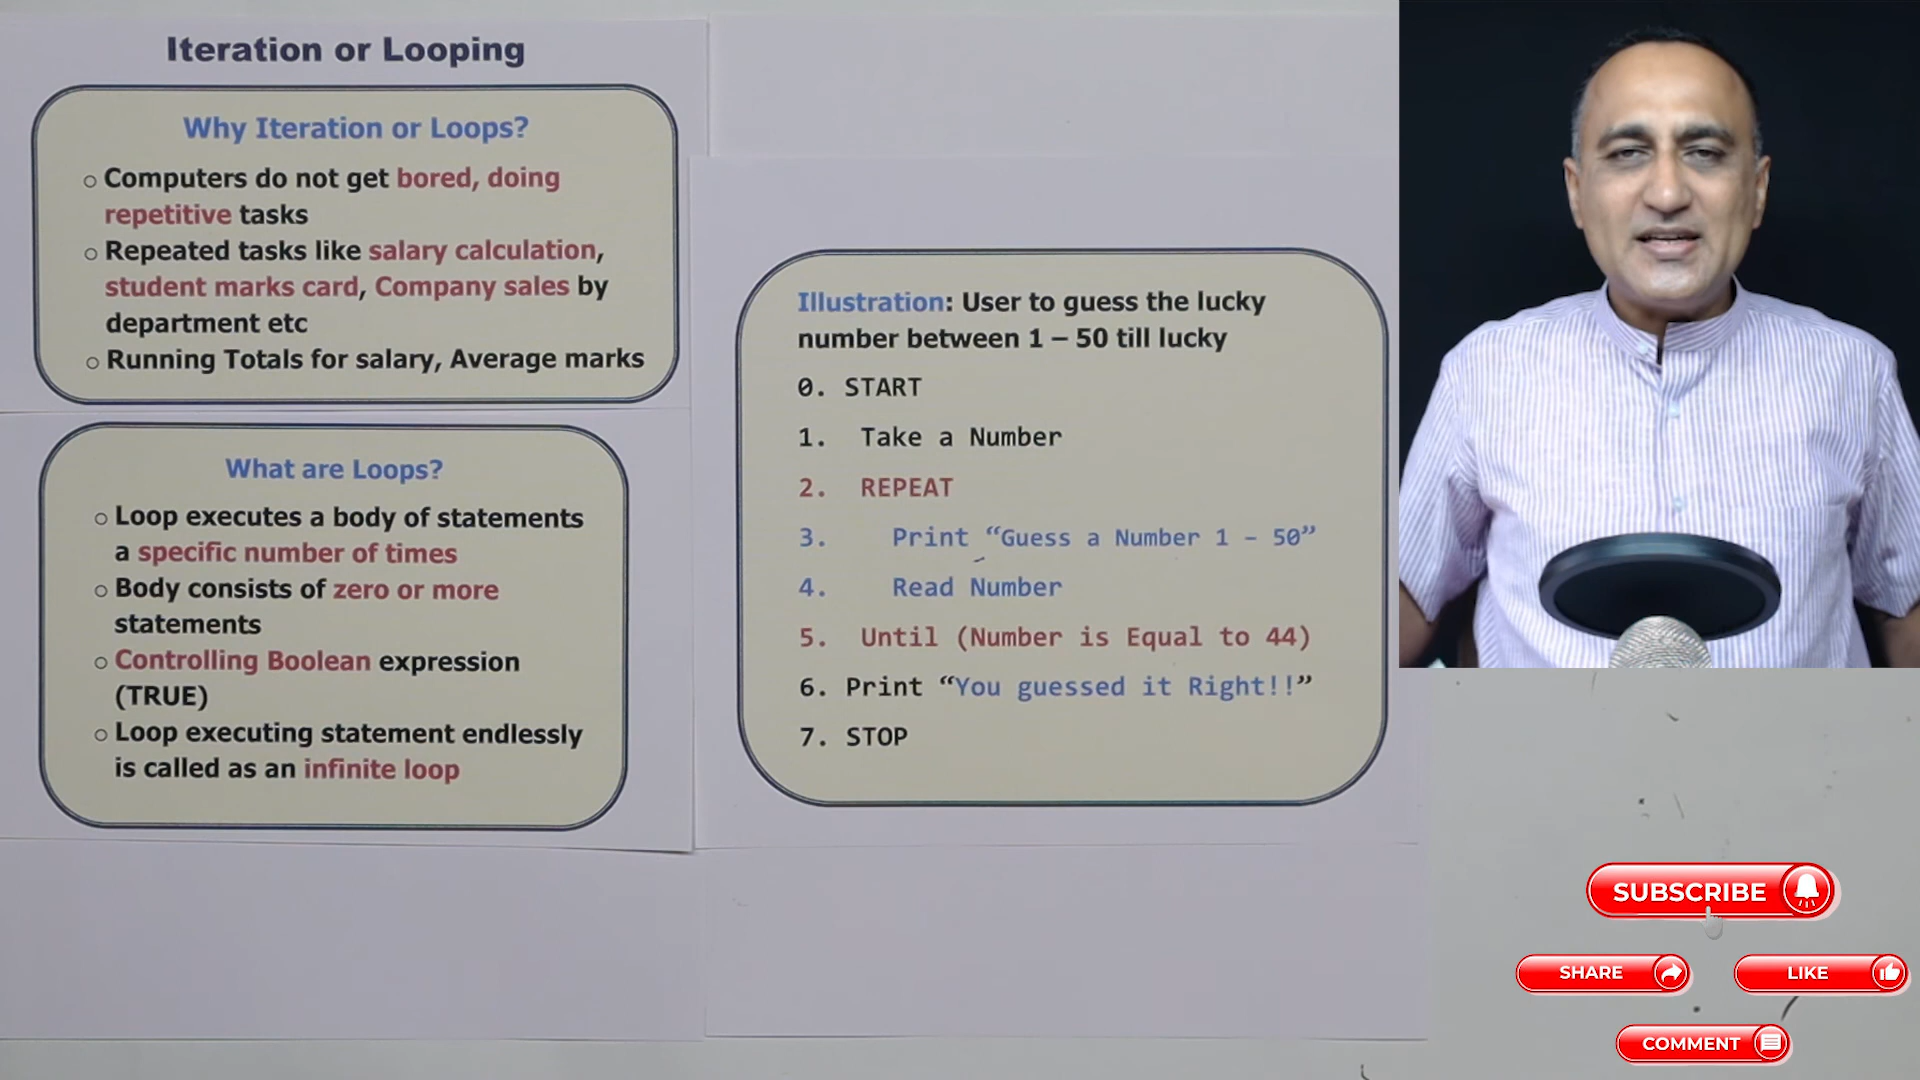 Iteration or Looping
Why Iteration or Loops?
○ Computers do not get bored, doing
repetitive tasks
○ Repeated tasks like salary calculation,
student marks card, Company sales by
department etc
○ Running Totals for salary, Average marks
What are Loops?
○ Loop executes a body of statements
a specific number of times
○ Body consists of zero or more
statements
○ Controlling Boolean expression
(TRUE)
○ Loop executing statement endlessly
is called as an infinite loop
Illustration: User to guess the lucky
number between 1 – 50 till lucky
0. START
1. Take a Number
2. REPEAT
3. Print “Guess a Number 1 – 50”
4. Read Number
5. Until (Number is Equal to 44)
6. Print “You guessed it Right!!”
7. STOP
SUBSCRIBE
SHARE
LIKE
COMMENT